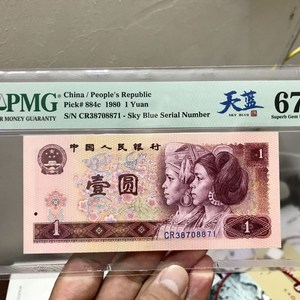 PMG
PER MONEY GUARANTY
China / People's Republic
Pick# 884c 1980 1 Yuan
S/N CR38708871 - Sky Blue Serial Number
天蓝
SKY BLUE
67
Superb Gem
中国人民银行
壹圆
1
1
CR38708871